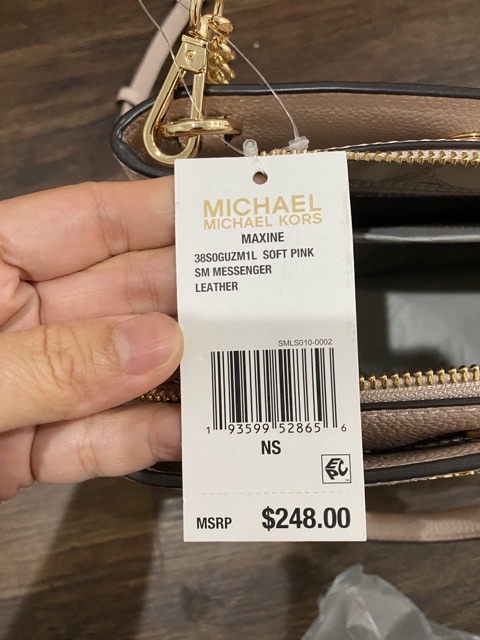 MICHAEL
MICHAEL KORS
MAXINE
38S0GUZM1L SOFT PINK
SM MESSENGER
LEATHER
SMLS010-0002
1 93599 52865 6
NS
EPC
MSRP $248.00